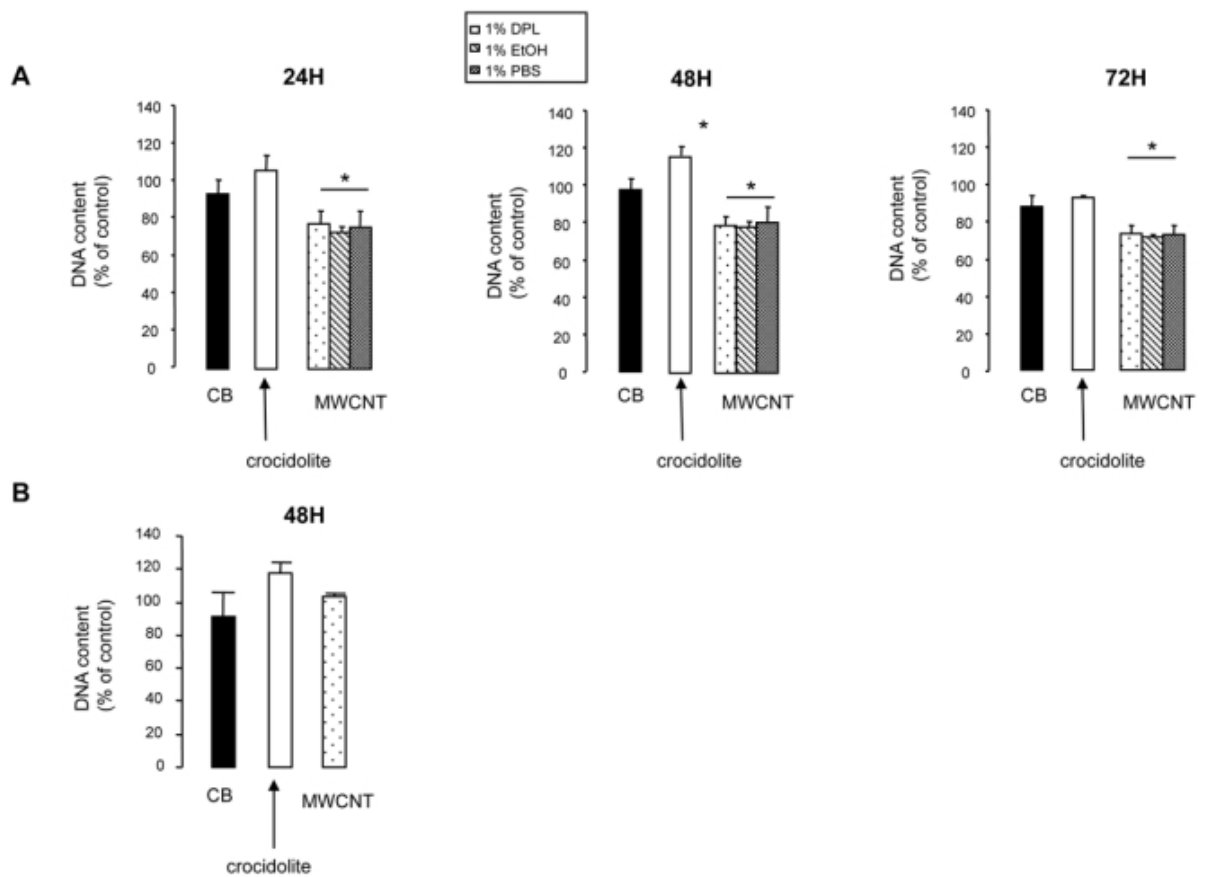 1% DPL
1% EtOH
1% PBS
A
24H
140
120
100
80
60
40
20
0
DNA content
(% of control)
*
CB
MWCNT
crocidolite
48H
140
120
100
80
60
40
20
0
DNA content
(% of control)
*
*
CB
MWCNT
crocidolite
72H
140
120
100
80
60
40
20
0
DNA content
(% of control)
*
CB
MWCNT
crocidolite
B
48H
140
120
100
80
60
40
20
0
DNA content
(% of control)
CB
MWCNT
crocidolite